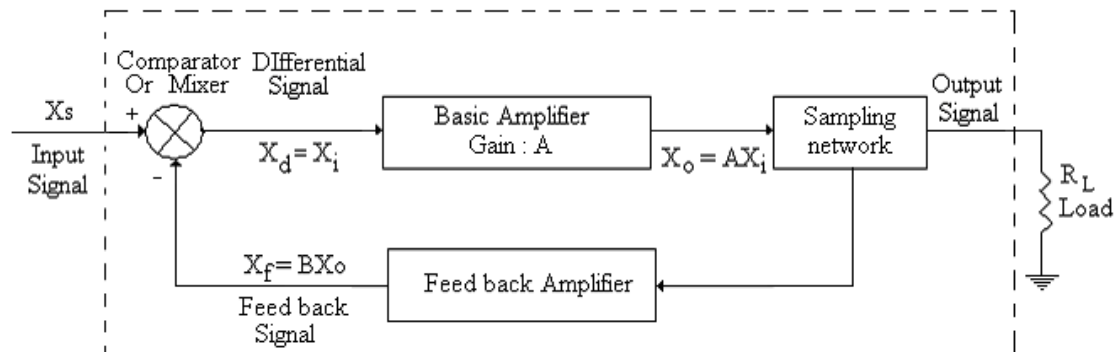 Comparator
Or Mixer
DIfferential
Signal
Xs
+
Input
Signal
-
X_d = X_i
Basic Amplifier
Gain : A
X_o = AX_i
Sampling
network
Output
Signal
R_L
Load
X_f = BX_o
Feed back
Signal
Feed back Amplifier